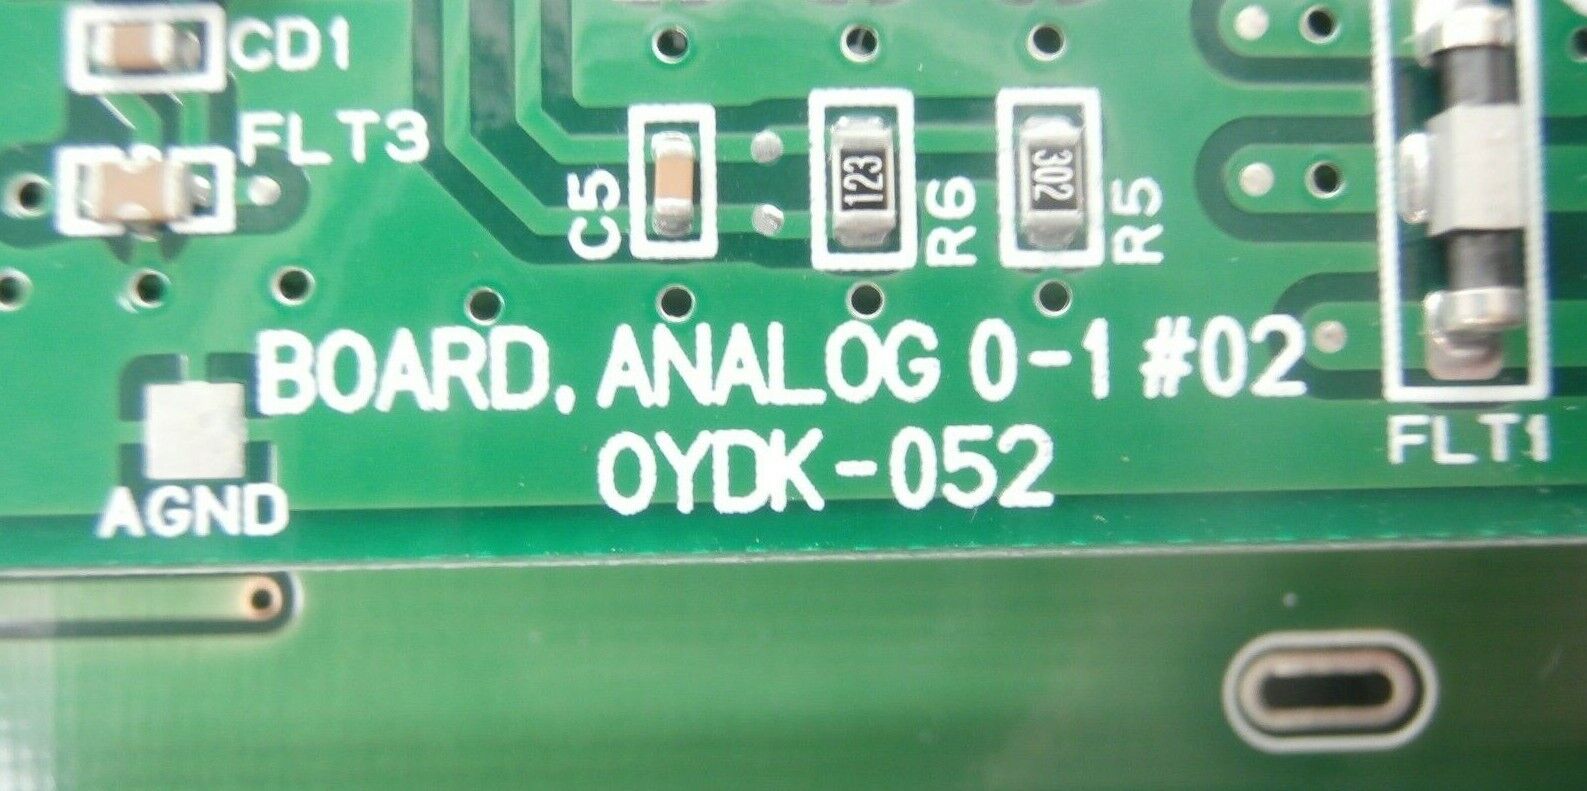 CD1
FLT3
C5
123
R6
302
R5
BOARD, ANALOG 0-1 #02
0YDK-052
FLT1
AGND